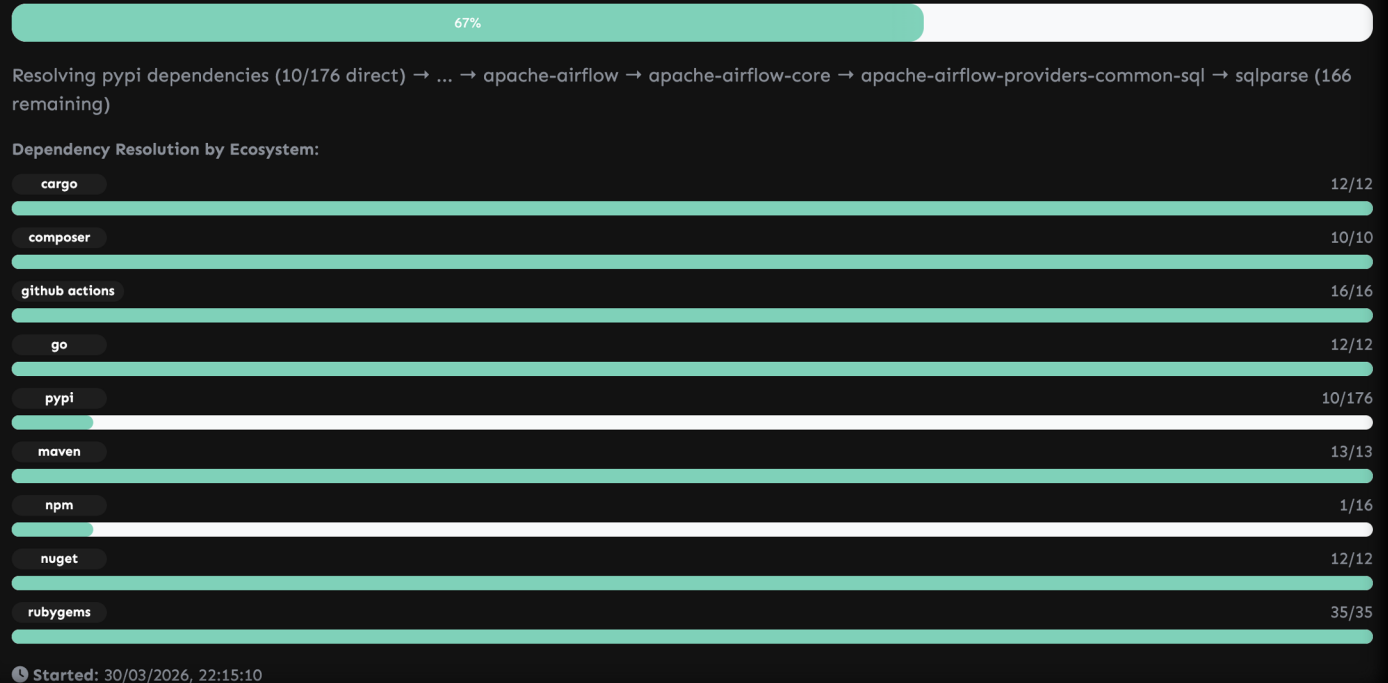 67%
Resolving pypi dependencies (10/176 direct) → ... → apache-airflow → apache-airflow-core → apache-airflow-providers-common-sql → sqlparse (166
remaining)
Dependency Resolution by Ecosystem:
cargo 12/12
composer 10/10
github actions 16/16
go 12/12
pypi 10/176
maven 13/13
npm 1/16
nuget 12/12
rubygems 35/35
Started: 30/03/2026, 22:15:10